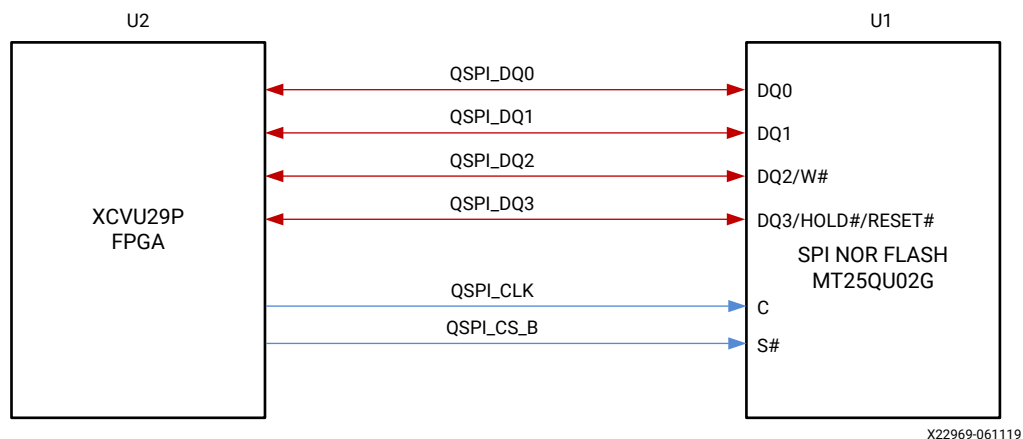 U2
U1
QSPI_DQ0
DQ0
QSPI_DQ1
DQ1
QSPI_DQ2
DQ2/W#
QSPI_DQ3
DQ3/HOLD#/RESET#
XCVU29P
FPGA
SPI NOR FLASH
MT25QU02G
QSPI_CLK
C
QSPI_CS_B
S#
X22969-061119